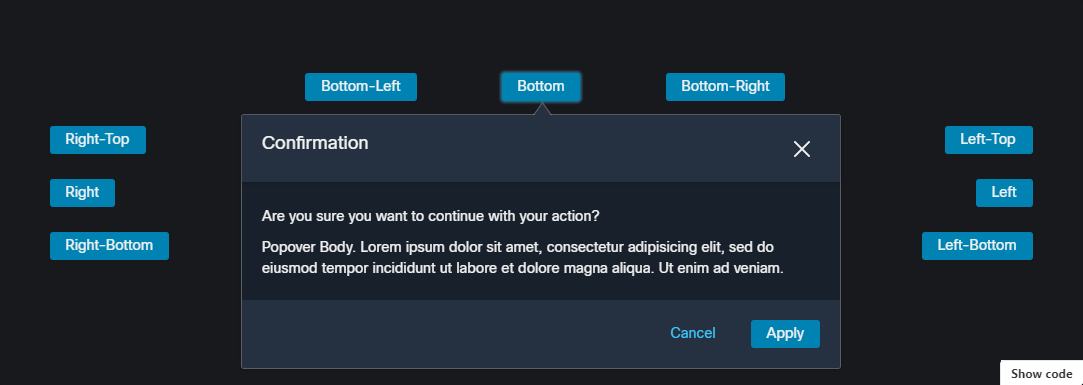 Bottom-Left
Bottom
Bottom-Right
Right-Top
Confirmation
Left-Top
Right
Left
Are you sure you want to continue with your action?
Right-Bottom
Popover Body. Lorem ipsum dolor sit amet, consectetur adipisicing elit, sed do
eiusmod tempor incididunt ut labore et dolore magna aliqua. Ut enim ad veniam.
Left-Bottom
Cancel
Apply
Show code